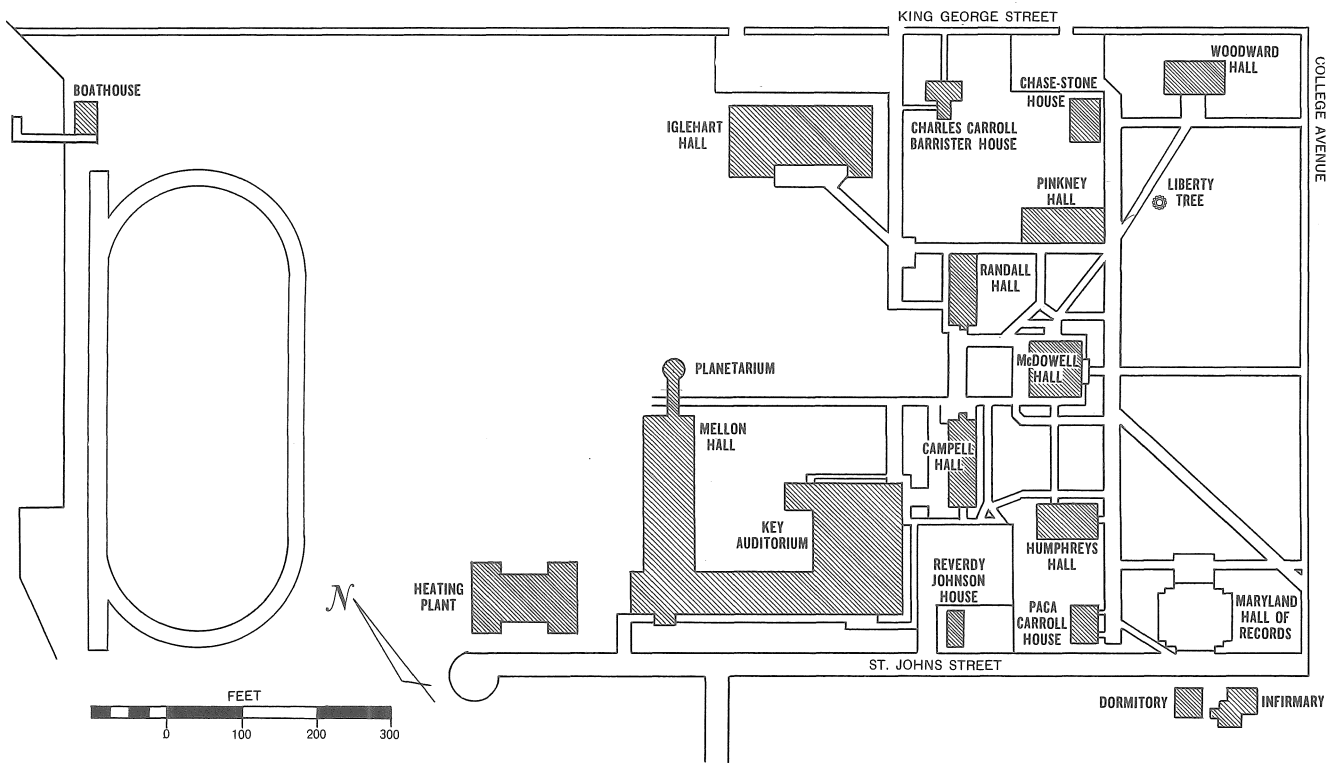 KING GEORGE STREET
COLLEGE AVENUE
WOODWARD
HALL
BOATHOUSE
CHASE-STONE
HOUSE
IGLEHART
HALL
CHARLES CARROLL
BARRISTER HOUSE
PINKNEY
HALL
LIBERTY
TREE
RANDALL
HALL
McDOWELL
HALL
PLANETARIUM
MELLON
HALL
CAMPELL
HALL
KEY
AUDITORIUM
HUMPHREYS
HALL
REVERDY
JOHNSON
HOUSE
HEATING
PLANT
N
PACA
CARROLL
HOUSE
MARYLAND
HALL OF
RECORDS
ST. JOHNS STREET
DORMITORY
INFIRMARY
FEET
0 100 200 300